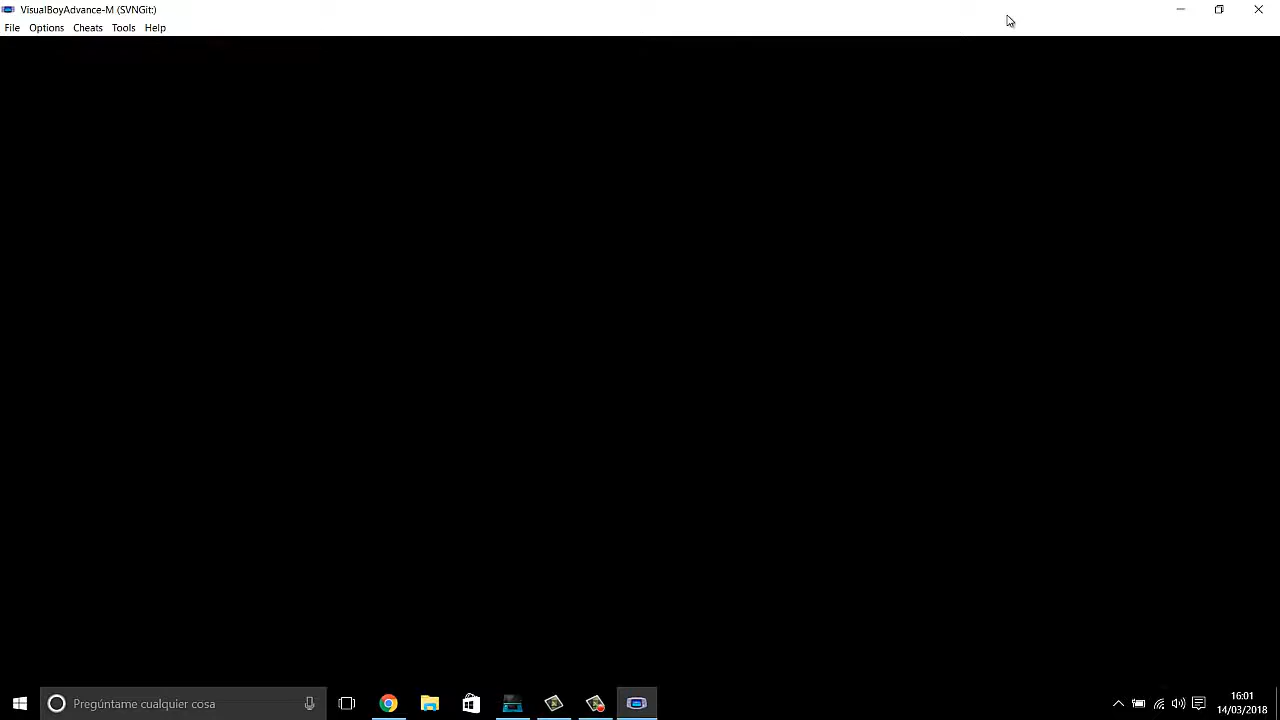 VisualBoyAdvance-M (SVNGit:)
File Options Cheats Tools Help
Pregúntame cualquier cosa
16:01
14/03/2018